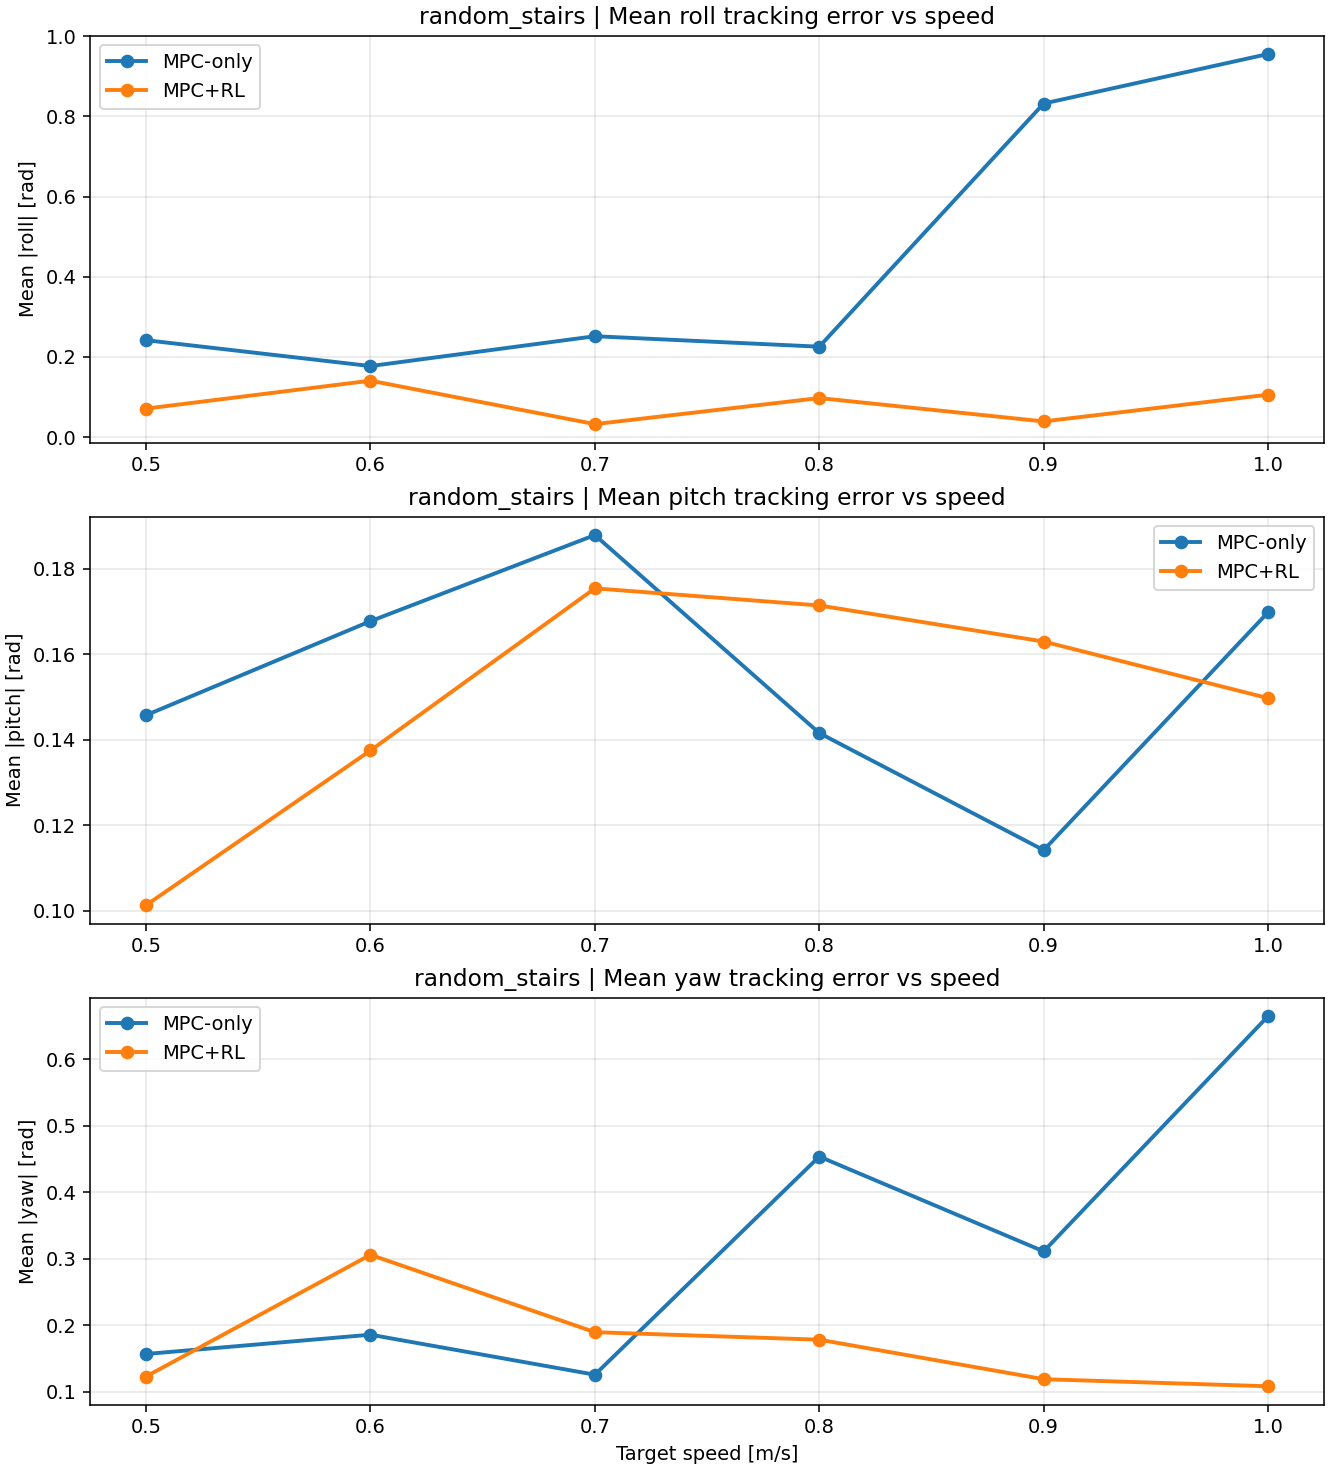 random_stairs | Mean roll tracking error vs speed
Mean |roll| [rad]
1.0
0.8
0.6
0.4
0.2
0.0
MPC-only
MPC+RL
0.5 0.6 0.7 0.8 0.9 1.0
random_stairs | Mean pitch tracking error vs speed
Mean |pitch| [rad]
0.18
0.16
0.14
0.12
0.10
MPC-only
MPC+RL
0.5 0.6 0.7 0.8 0.9 1.0
random_stairs | Mean yaw tracking error vs speed
Mean |yaw| [rad]
0.6
0.5
0.4
0.3
0.2
0.1
MPC-only
MPC+RL
0.5 0.6 0.7 0.8 0.9 1.0
Target speed [m/s]